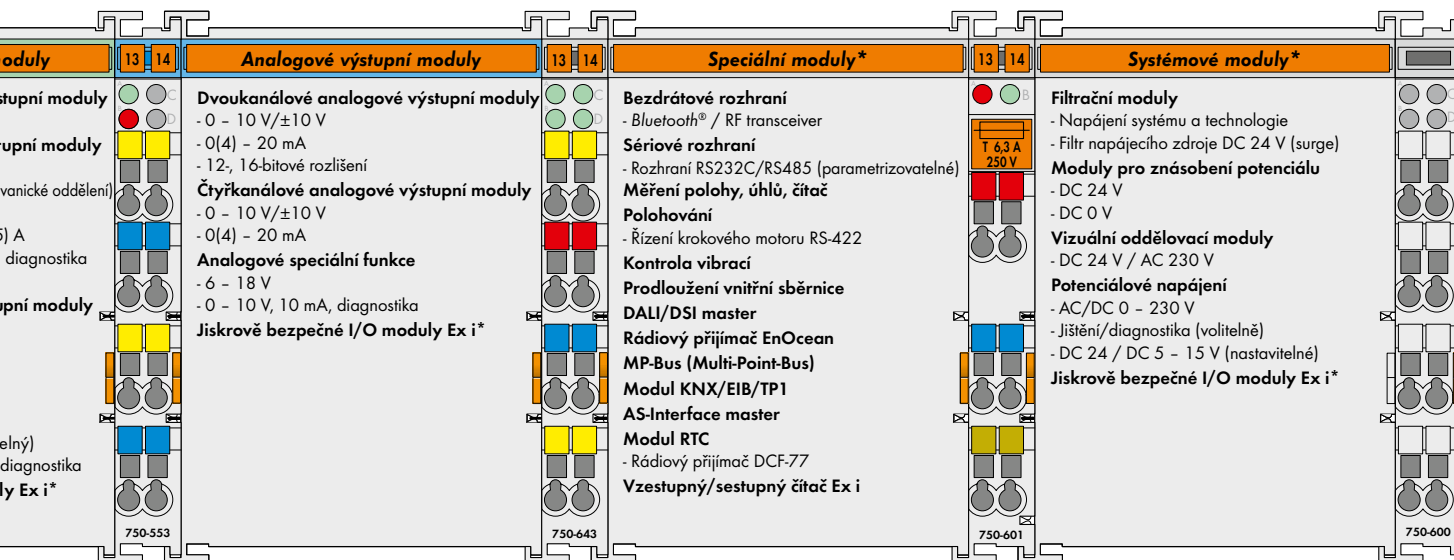 oduly
stupní moduly
tupní moduly
vanické oddělení)
5) A
diagnostika
upní moduly
elný)
diagnostika
ly Ex i*
13 14
C
D
750-553
Analogové výstupní moduly
Dvoukanálové analogové výstupní moduly
- 0 – 10 V/±10 V
- 0(4) – 20 mA
- 12-, 16-bitové rozlišení
Čtyřkanálové analogové výstupní moduly
- 0 – 10 V/±10 V
- 0(4) – 20 mA
Analogové speciální funkce
- 6 – 18 V
- 0 – 10 V, 10 mA, diagnostika
Jiskrově bezpečné I/O moduly Ex i*
13 14
C
D
750-643
Speciální moduly*
Bezdrátové rozhraní
- Bluetooth® / RF transceiver
Sériové rozhraní
- Rozhraní RS232C/RS485 (parametrizovatelné)
Měření polohy, úhlů, čítač
Polohování
- Řízení krokového motoru RS-422
Kontrola vibrací
Prodloužení vnitřní sběrnice
DALI/DSI master
Rádiový přijímač EnOcean
MP-Bus (Multi-Point-Bus)
Modul KNX/EIB/TP1
AS-Interface master
Modul RTC
- Rádiový přijímač DCF-77
Vzestupný/sestupný čítač Ex i
13 14
B
T 6,3 A
250 V
750-601
Systémové moduly*
Filtrační moduly
- Napájení systému a technologie
- Filtr napájecího zdroje DC 24 V (surge)
Moduly pro znásobení potenciálu
- DC 24 V
- DC 0 V
Vizuální oddělovací moduly
- DC 24 V / AC 230 V
Potenciálové napájení
- AC/DC 0 – 230 V
- Jištění/diagnostika (volitelně)
- DC 24 / DC 5 – 15 V (nastavitelné)
Jiskrově bezpečné I/O moduly Ex i*
750-600